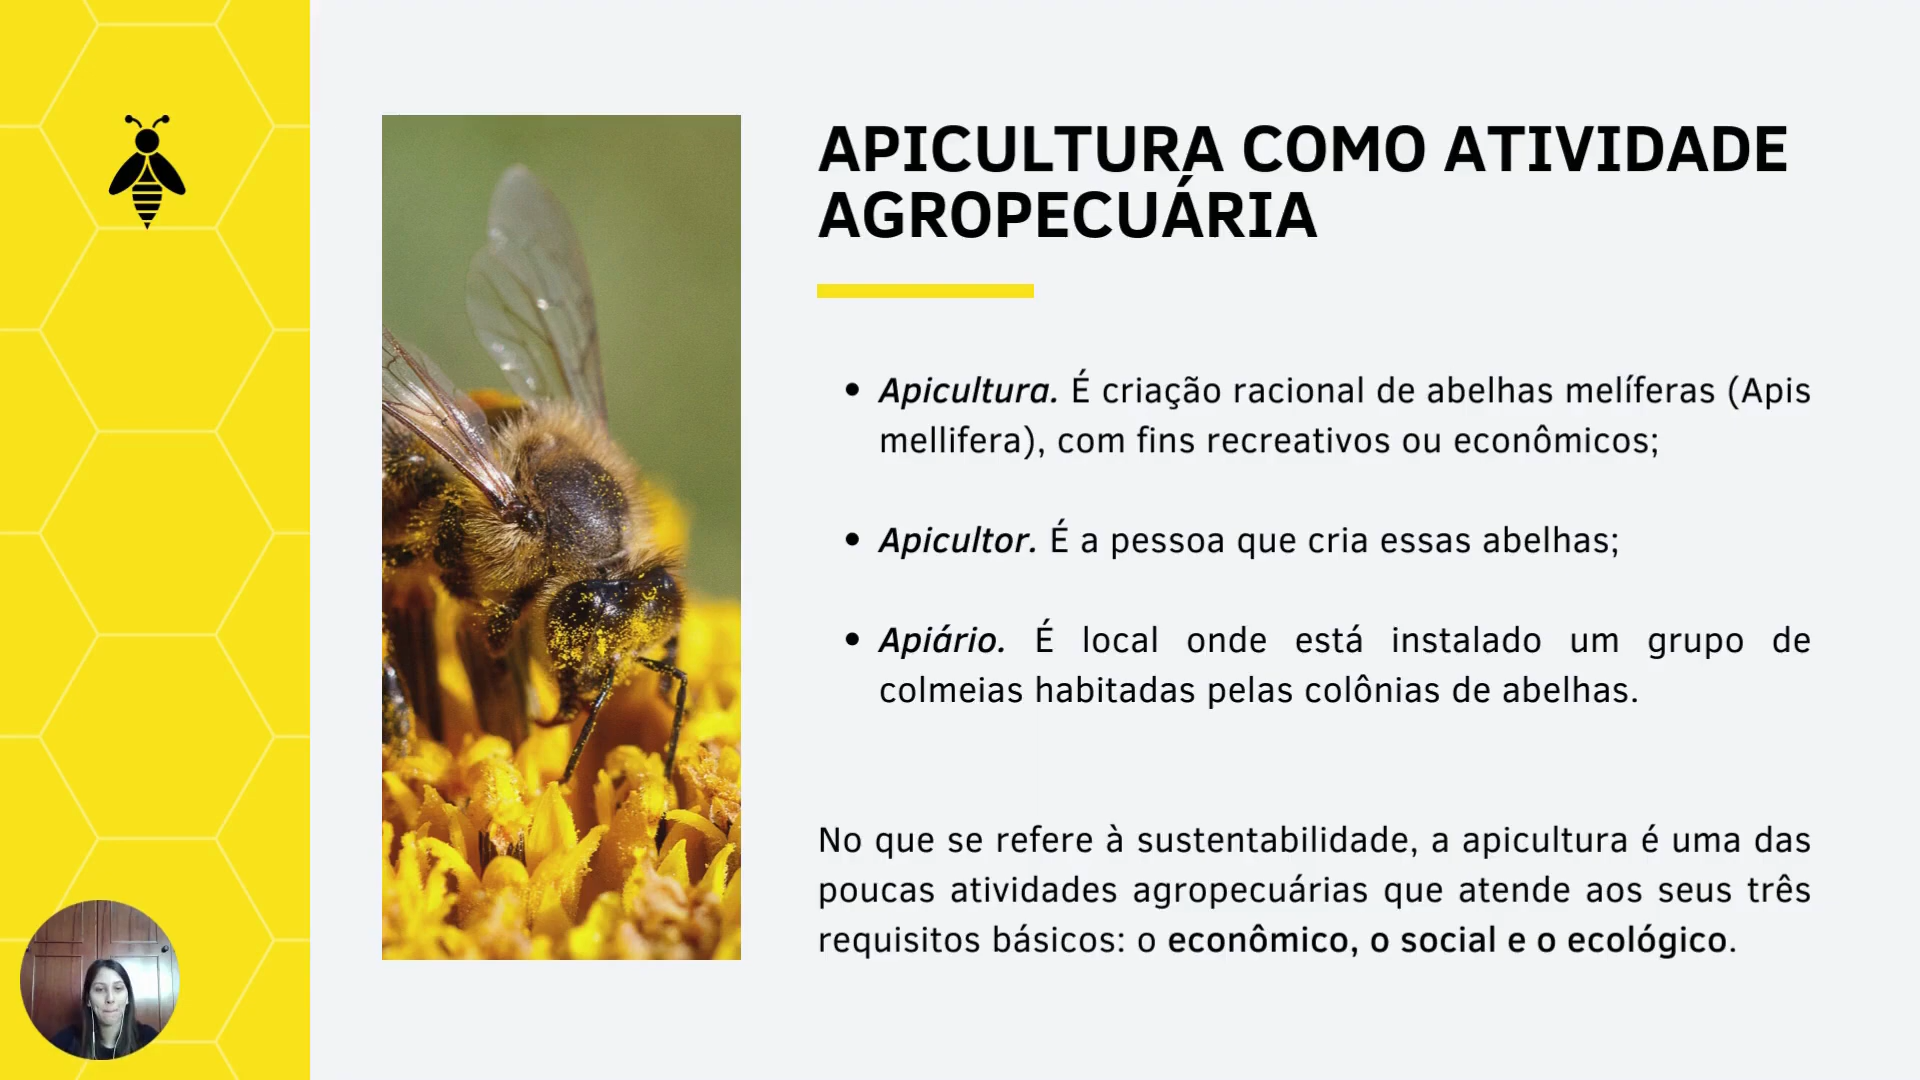 APICULTURA COMO ATIVIDADE
AGROPECUÁRIA
• Apicultura. É criação racional de abelhas melíferas (Apis
mellifera), com fins recreativos ou econômicos;
• Apicultor. É a pessoa que cria essas abelhas;
• Apiário. É local onde está instalado um grupo de
colmeias habitadas pelas colônias de abelhas.
No que se refere à sustentabilidade, a apicultura é uma das
poucas atividades agropecuárias que atende aos seus três
requisitos básicos: o econômico, o social e o ecológico.